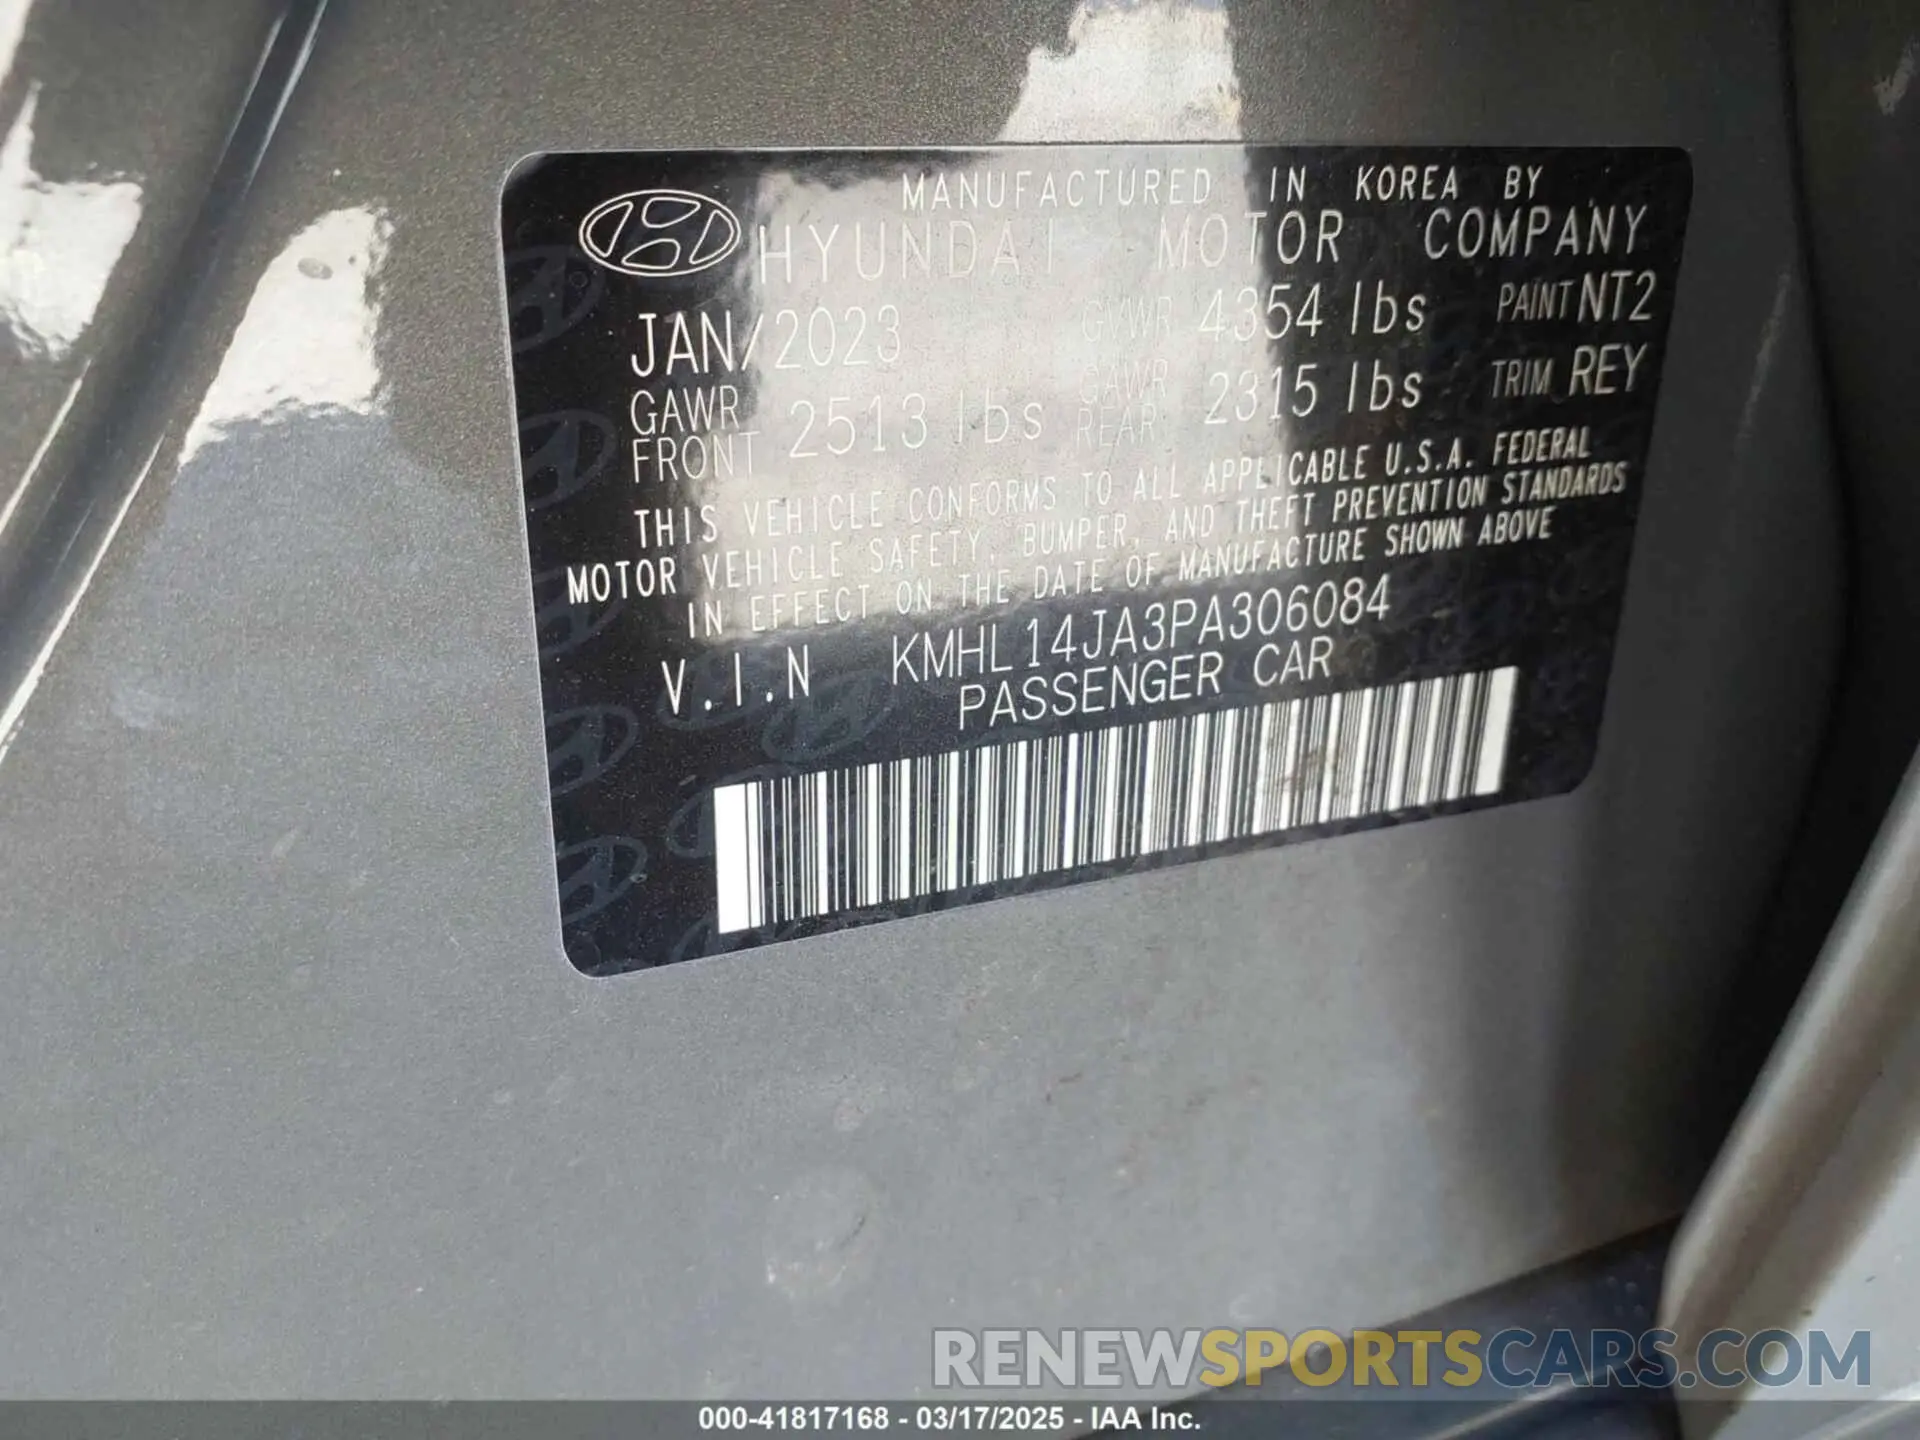 MANUFACTURED IN KOREA BY
HYUNDAI MOTOR COMPANY
JAN/2023 GVWR 4354 lbs PAINT NT2
GAWR FRONT 2513 lbs GAWR REAR 2315 lbs TRIM REY
THIS VEHICLE CONFORMS TO ALL APPLICABLE U.S.A. FEDERAL
MOTOR VEHICLE SAFETY, BUMPER, AND THEFT PREVENTION STANDARDS
IN EFFECT ON THE DATE OF MANUFACTURE SHOWN ABOVE
V.I.N KMHL14JA3PA306084
PASSENGER CAR
RENEWSPORTSCARS.COM
000-41817168 - 03/17/2025 - IAA Inc.